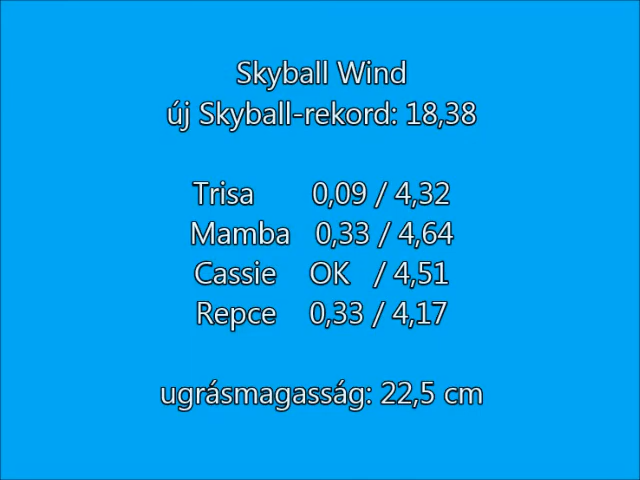 Skyball Wind
új Skyball-rekord: 18,38
Trisa 0,09 / 4,32
Mamba 0,33 / 4,64
Cassie OK / 4,51
Repce 0,33 / 4,17
ugrásmagasság: 22,5 cm